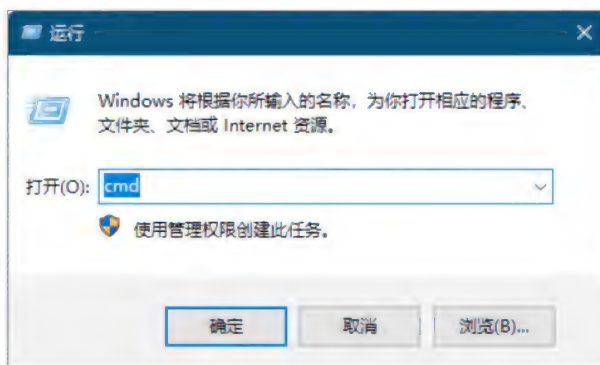 运行
Windows 将根据你所输入的名称，为你打开相应的程序、
文件夹、文档或 Internet 资源。
打开(O): cmd
使用管理权限创建此任务。
确定 取消 浏览(B)...